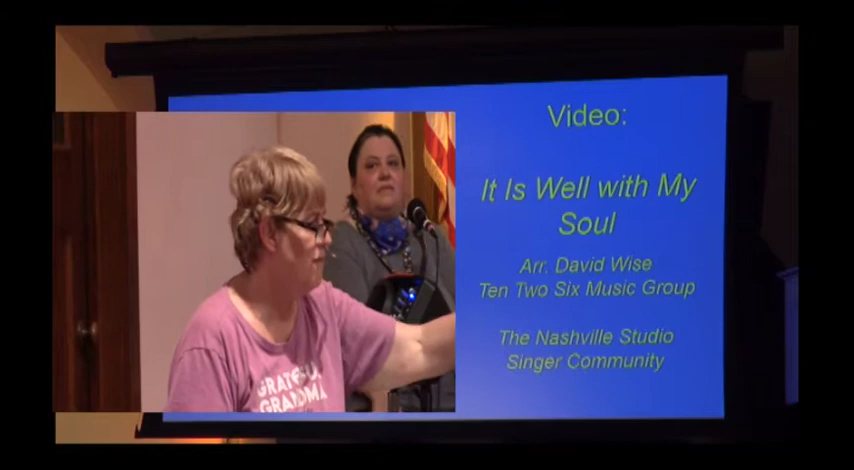 Video:
It Is Well with My
Soul
Arr. David Wise
Ten Two Six Music Group
The Nashville Studio
Singer Community
GRANDMA